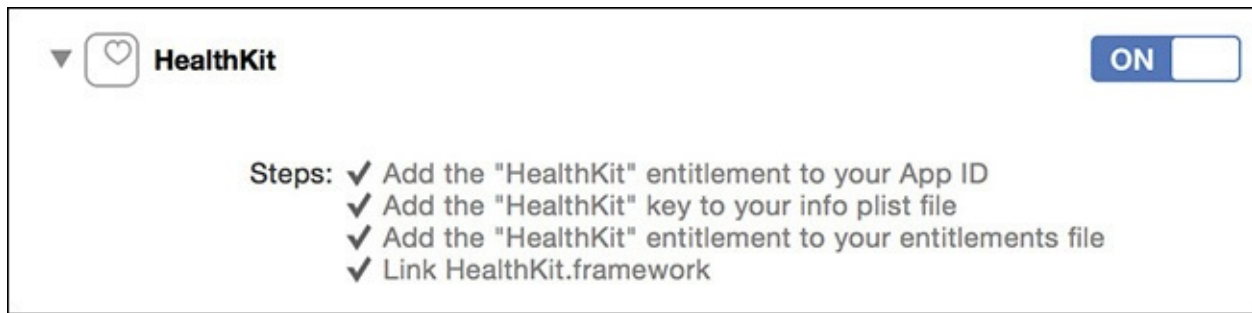 HealthKit ON
Steps: ✓ Add the "HealthKit" entitlement to your App ID
✓ Add the "HealthKit" key to your info plist file
✓ Add the "HealthKit" entitlement to your entitlements file
✓ Link HealthKit.framework